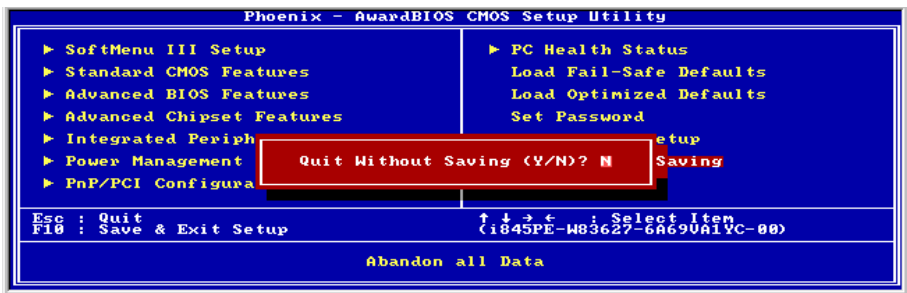 Phoenix - AwardBIOS CMOS Setup Utility
SoftMenu III Setup
Standard CMOS Features
Advanced BIOS Features
Advanced Chipset Features
Integrated Periph
Power Management
PnP/PCI Configura
PC Health Status
Load Fail-Safe Defaults
Load Optimized Defaults
Set Password
etup
Saving
Quit Without Saving (Y/N)? N
Esc : Quit
F10 : Save & Exit Setup
↑ ↓ → ← : Select Item
(i845PE-W83627-6A69VA1YC-00)
Abandon all Data